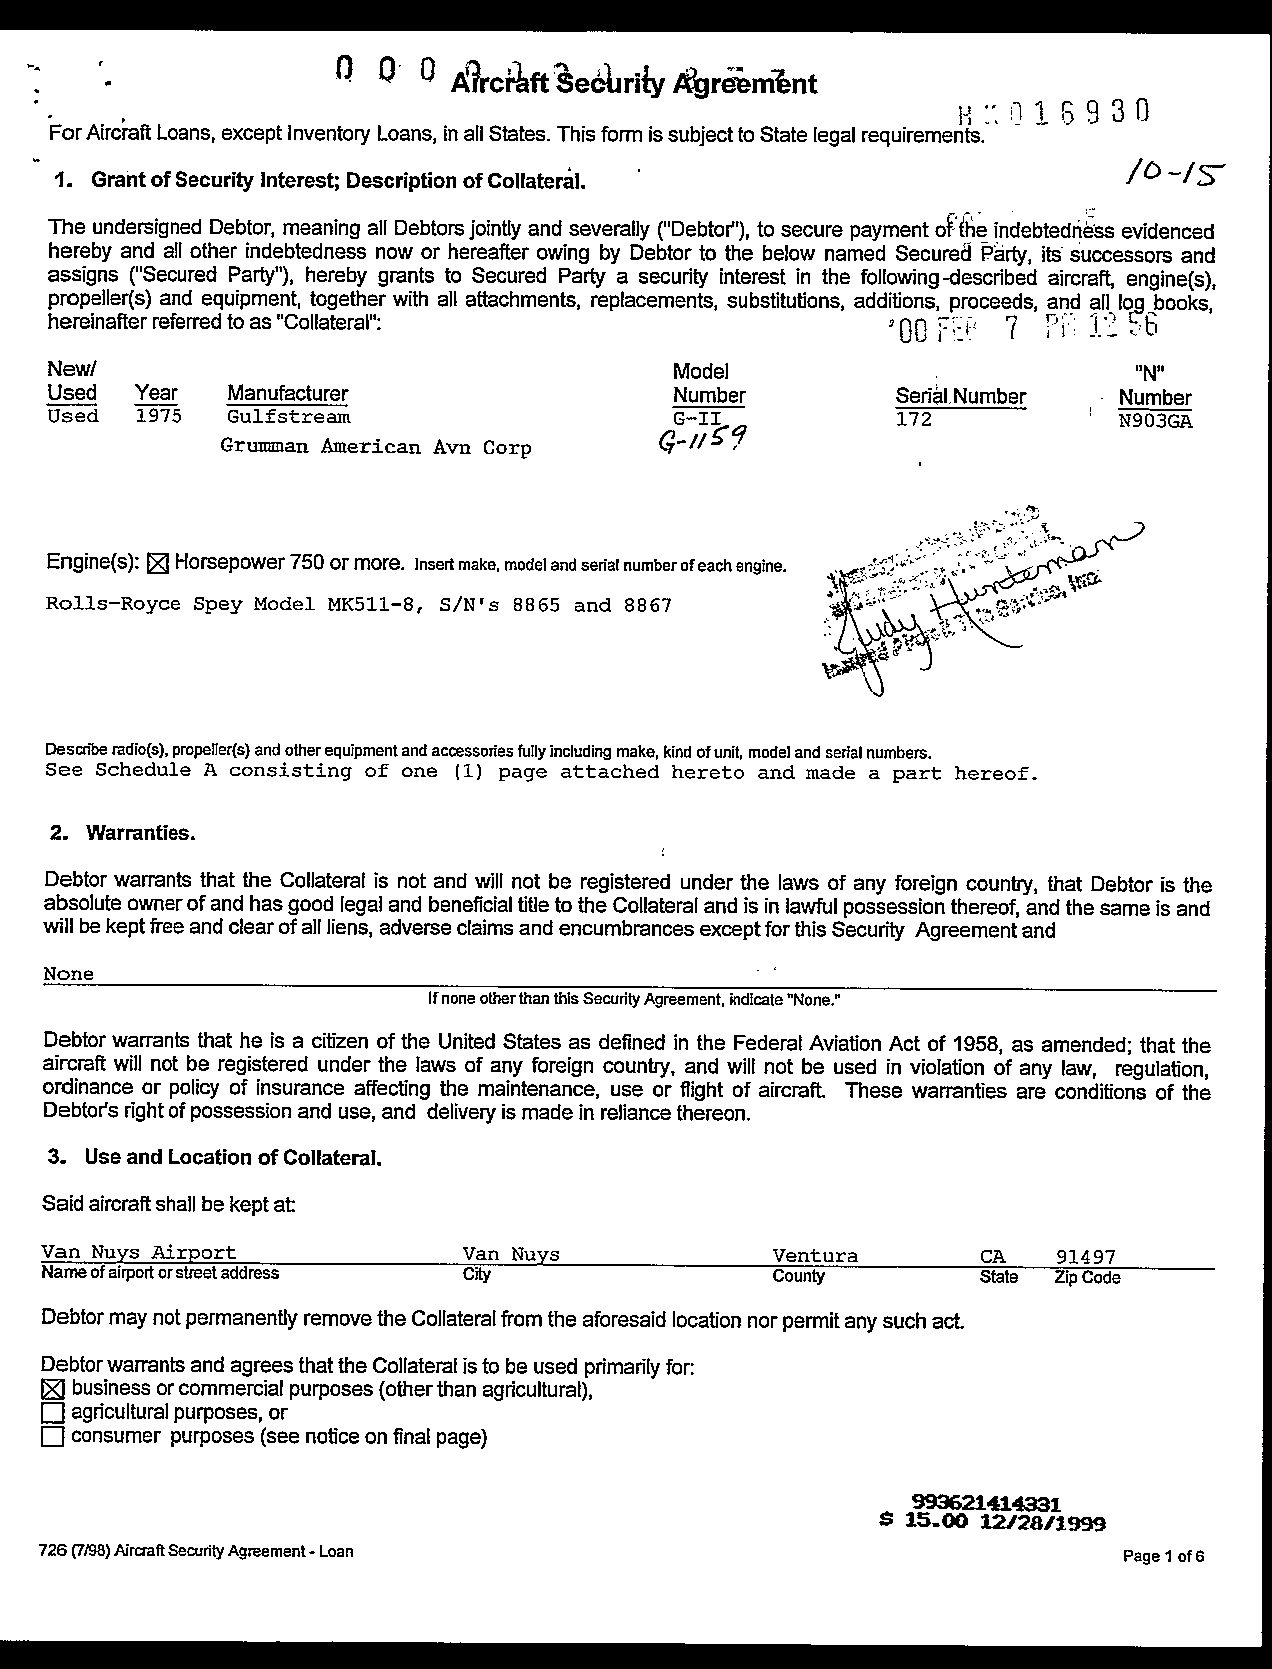 0 0 0
Aircraft Security Agreement
016930
For Aircraft Loans, except Inventory Loans, in all States. This form is subject to State legal requirements.
10-15
1. Grant of Security Interest; Description of Collateral.
The undersigned Debtor, meaning all Debtors jointly and severally ("Debtor"), to secure payment of the indebtedness evidenced
hereby and all other indebtedness now or hereafter owing by Debtor to the below named Secured Party, its successors and
assigns ("Secured Party"), hereby grants to Secured Party a security interest in the following-described aircraft, engine(s),
propeller(s) and equipment, together with all attachments, replacements, substitutions, additions, proceeds, and all log books,
hereinafter referred to as "Collateral":
'00 FEB 7 PM 12 56
New/ Model "N"
Used Year Manufacturer Number Serial Number Number
Used 1975 Gulfstream G-II 172 N903GA
Grumman American Avn Corp G-1159
Engine(s): ☒ Horsepower 750 or more. Insert make, model and serial number of each engine.
Rolls-Royce Spey Model MK511-8, S/N's 8865 and 8867
Judy Hunteman
Title Service, Inc.
Describe radio(s), propeller(s) and other equipment and accessories fully including make, kind of unit, model and serial numbers.
See Schedule A consisting of one (1) page attached hereto and made a part hereof.
2. Warranties.
Debtor warrants that the Collateral is not and will not be registered under the laws of any foreign country, that Debtor is the
absolute owner of and has good legal and beneficial title to the Collateral and is in lawful possession thereof, and the same is and
will be kept free and clear of all liens, adverse claims and encumbrances except for this Security Agreement and
None
If none other than this Security Agreement, indicate "None."
Debtor warrants that he is a citizen of the United States as defined in the Federal Aviation Act of 1958, as amended; that the
aircraft will not be registered under the laws of any foreign country, and will not be used in violation of any law, regulation,
ordinance or policy of insurance affecting the maintenance, use or flight of aircraft. These warranties are conditions of the
Debtor's right of possession and use, and delivery is made in reliance thereon.
3. Use and Location of Collateral.
Said aircraft shall be kept at:
Van Nuys Airport Van Nuys Ventura CA 91497
Name of airport or street address City County State Zip Code
Debtor may not permanently remove the Collateral from the aforesaid location nor permit any such act.
Debtor warrants and agrees that the Collateral is to be used primarily for:
☒ business or commercial purposes (other than agricultural),
☐ agricultural purposes, or
☐ consumer purposes (see notice on final page)
993621414331
$ 15.00 12/28/1999
726 (7/98) Aircraft Security Agreement - Loan
Page 1 of 6